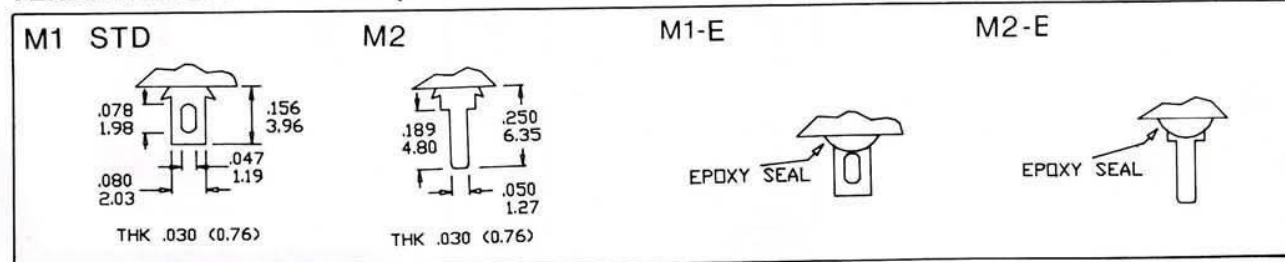 M1 STD
M2
M1-E
M2-E
.078
1.98
.156
3.96
.047
1.19
.080
2.03
THK .030 (0.76)
.189
4.80
.250
6.35
.050
1.27
THK .030 (0.76)
EPOXY SEAL
EPOXY SEAL